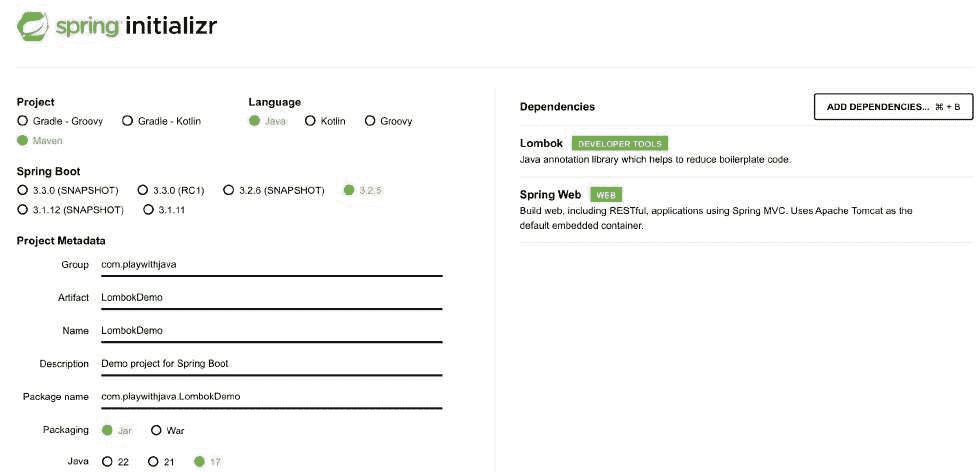 spring initializr
Project
Gradle - Groovy Gradle - Kotlin
Maven
Language
Java Kotlin Groovy
Spring Boot
3.3.0 (SNAPSHOT) 3.3.0 (RC1) 3.2.6 (SNAPSHOT) 3.2.5
3.1.12 (SNAPSHOT) 3.1.11
Project Metadata
Group com.playwithjava
Artifact LombokDemo
Name LombokDemo
Description Demo project for Spring Boot
Package name com.playwithjava.LombokDemo
Packaging Jar War
Java 22 21 17
Dependencies ADD DEPENDENCIES... ⌘ + B
Lombok DEVELOPER TOOLS
Java annotation library which helps to reduce boilerplate code.
Spring Web WEB
Build web, including RESTful, applications using Spring MVC. Uses Apache Tomcat as the
default embedded container.